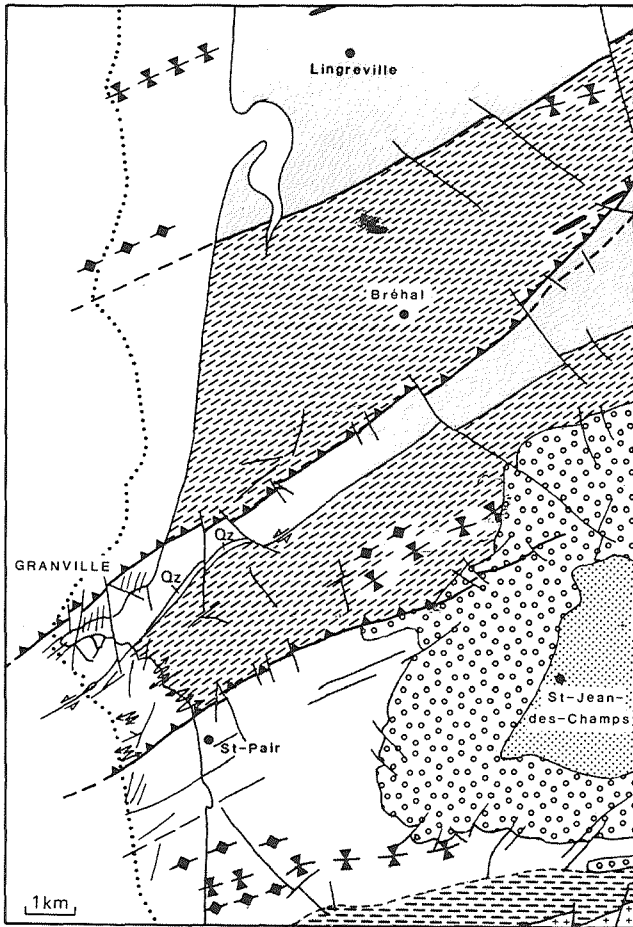 Lingreville
Bréhal
Qz
GRANVILLE
Qz
St-Jean-
des-Champs
St-Pair
1km